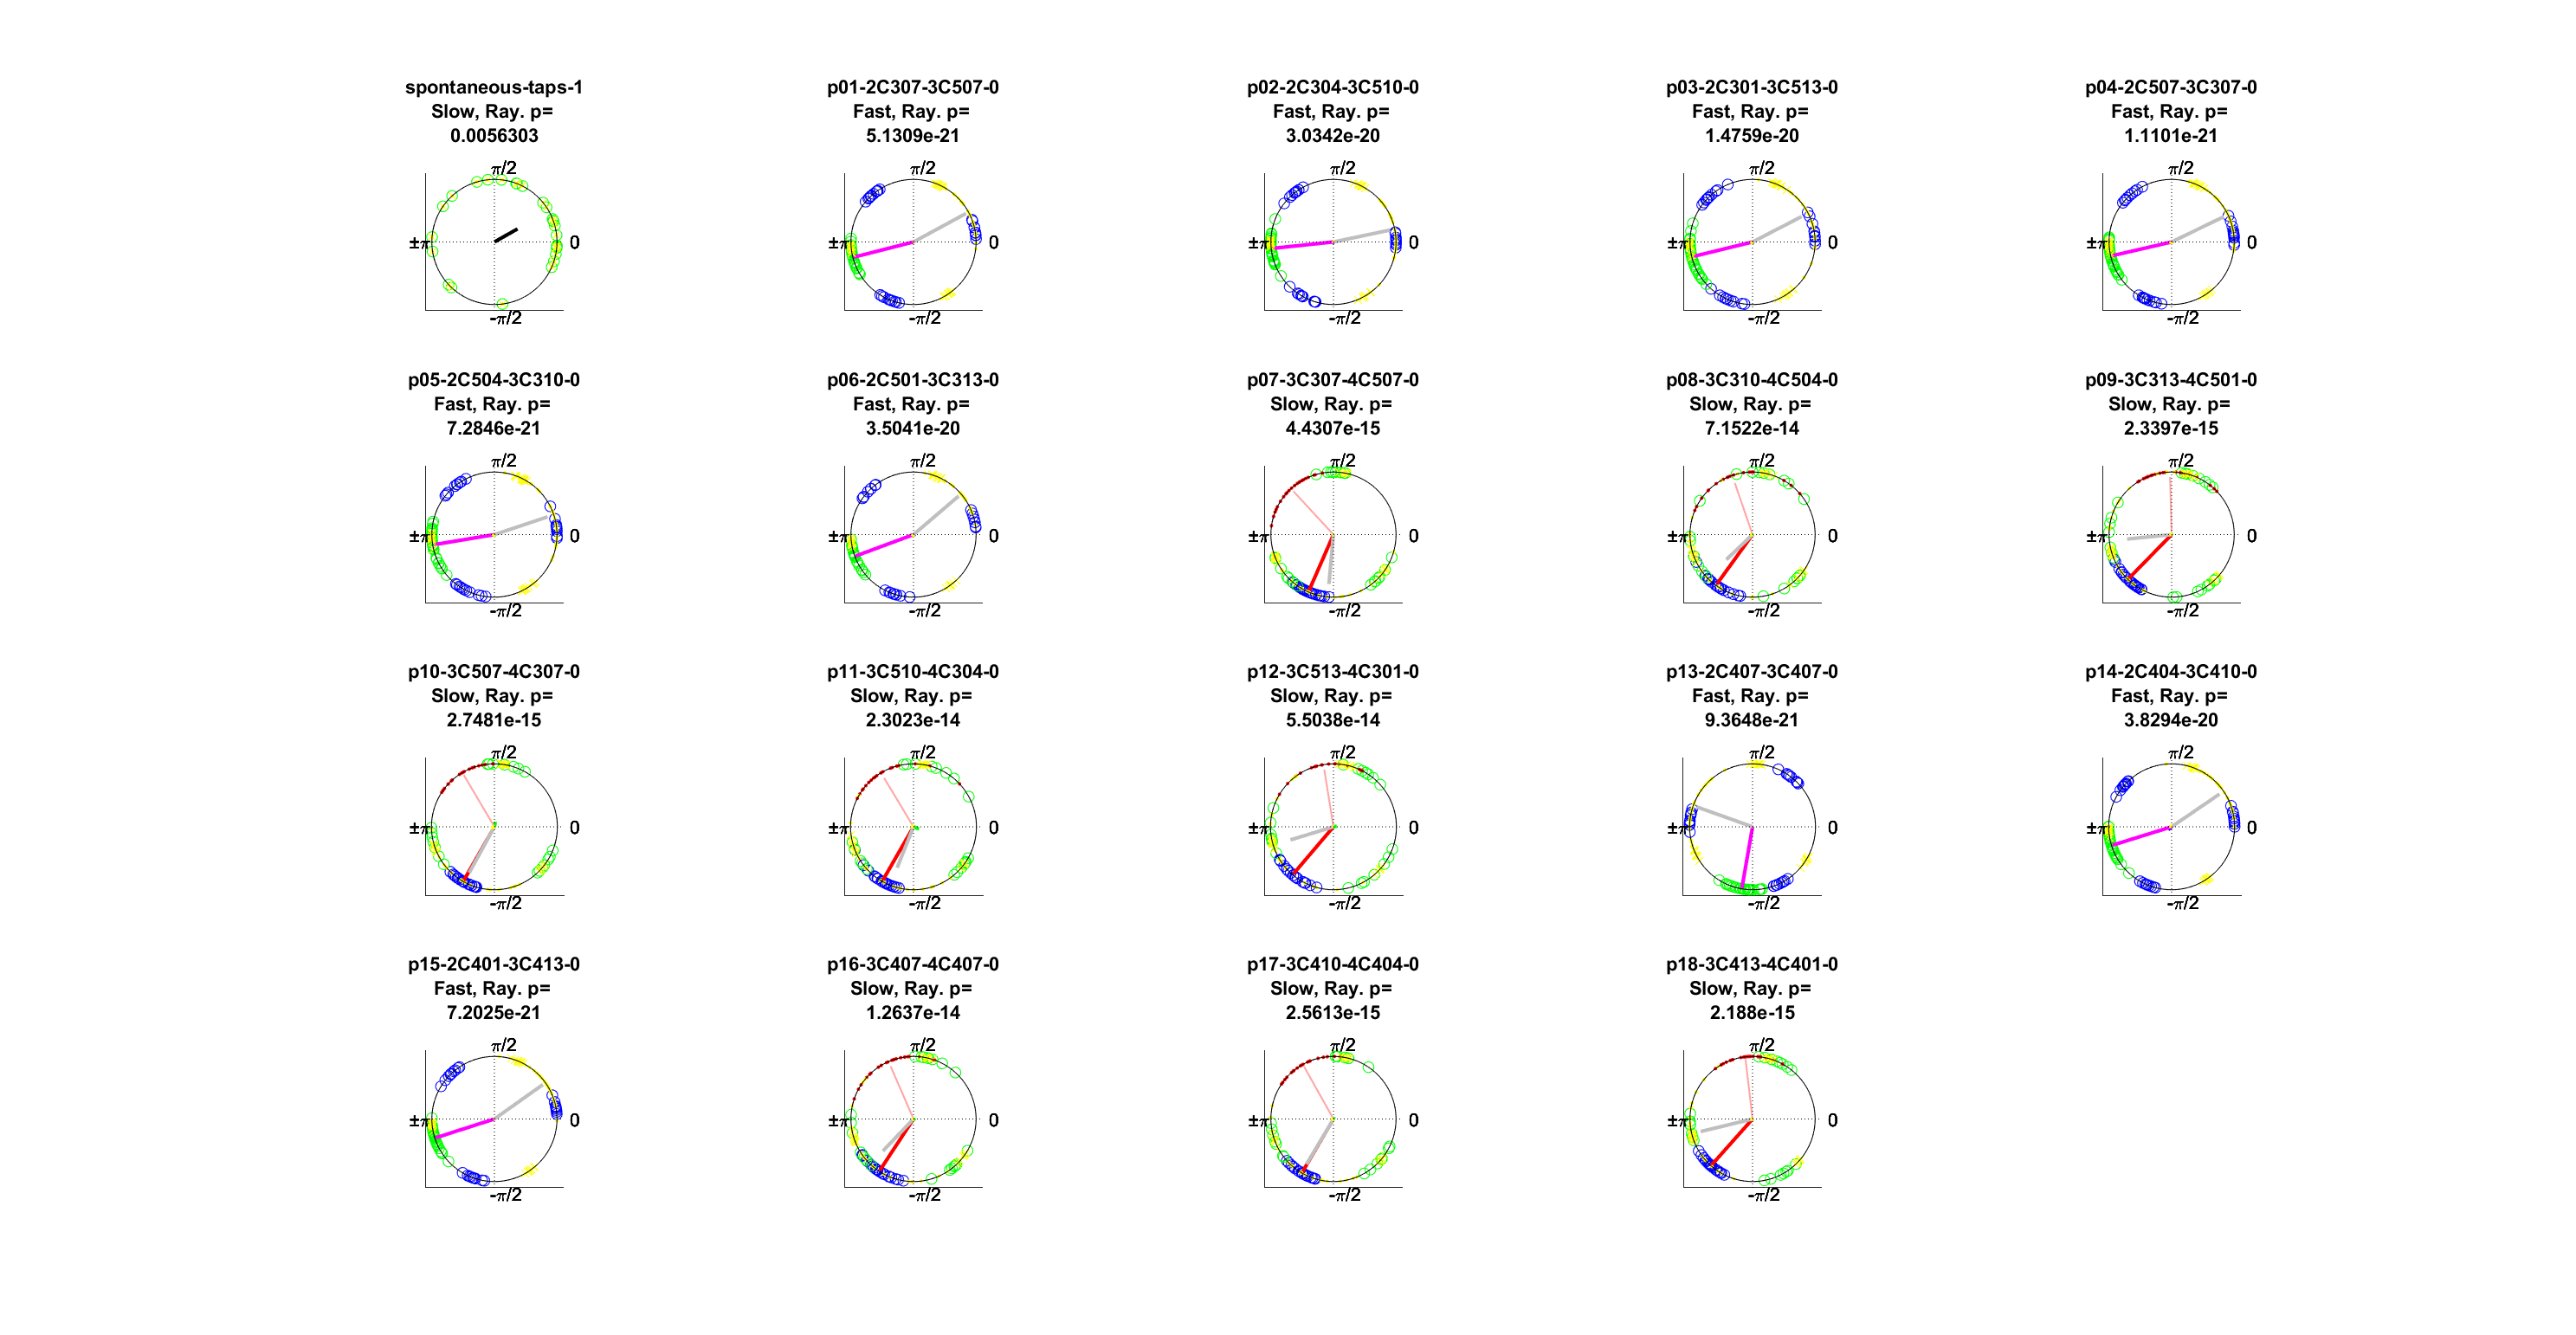 spontaneous-taps-1
Slow, Ray. p=
0.0056303
π/2
±π
0
-π/2
p01-2C307-3C507-0
Fast, Ray. p=
5.1309e-21
π/2
±π
0
-π/2
p02-2C304-3C510-0
Fast, Ray. p=
3.0342e-20
π/2
±π
0
-π/2
p03-2C301-3C513-0
Fast, Ray. p=
1.4759e-20
π/2
±π
0
-π/2
p04-2C507-3C307-0
Fast, Ray. p=
1.1101e-21
π/2
±π
0
-π/2
p05-2C504-3C310-0
Fast, Ray. p=
7.2846e-21
π/2
±π
0
-π/2
p06-2C501-3C313-0
Fast, Ray. p=
3.5041e-20
π/2
±π
0
-π/2
p07-3C307-4C507-0
Slow, Ray. p=
4.4307e-15
π/2
±π
0
-π/2
p08-3C310-4C504-0
Slow, Ray. p=
7.1522e-14
π/2
±π
0
-π/2
p09-3C313-4C501-0
Slow, Ray. p=
2.3397e-15
π/2
±π
0
-π/2
p10-3C507-4C307-0
Slow, Ray. p=
2.7481e-15
π/2
±π
0
-π/2
p11-3C510-4C304-0
Slow, Ray. p=
2.3023e-14
π/2
±π
0
-π/2
p12-3C513-4C301-0
Slow, Ray. p=
5.5038e-14
π/2
±π
0
-π/2
p13-2C407-3C407-0
Fast, Ray. p=
9.3648e-21
π/2
±π
0
-π/2
p14-2C404-3C410-0
Fast, Ray. p=
3.8294e-20
π/2
±π
0
-π/2
p15-2C401-3C413-0
Fast, Ray. p=
7.2025e-21
π/2
±π
0
-π/2
p16-3C407-4C407-0
Slow, Ray. p=
1.2637e-14
π/2
±π
0
-π/2
p17-3C410-4C404-0
Slow, Ray. p=
2.5613e-15
π/2
±π
0
-π/2
p18-3C413-4C401-0
Slow, Ray. p=
2.188e-15
π/2
±π
0
-π/2